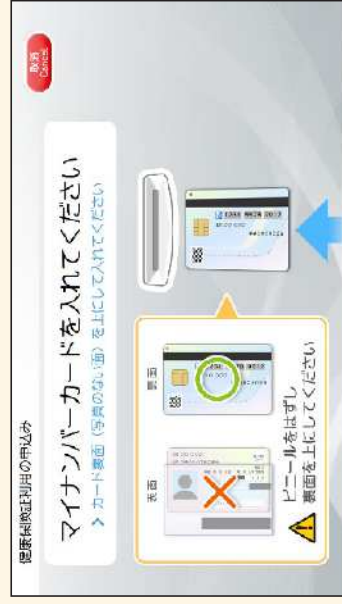 健康保険証利用の申込み
取消
Cancel
マイナンバーカードを入れてください
> カード裏面（写真のない面）を上にして入れてください
表面
裏面
ビニールをはずし
裏面を上にしてください